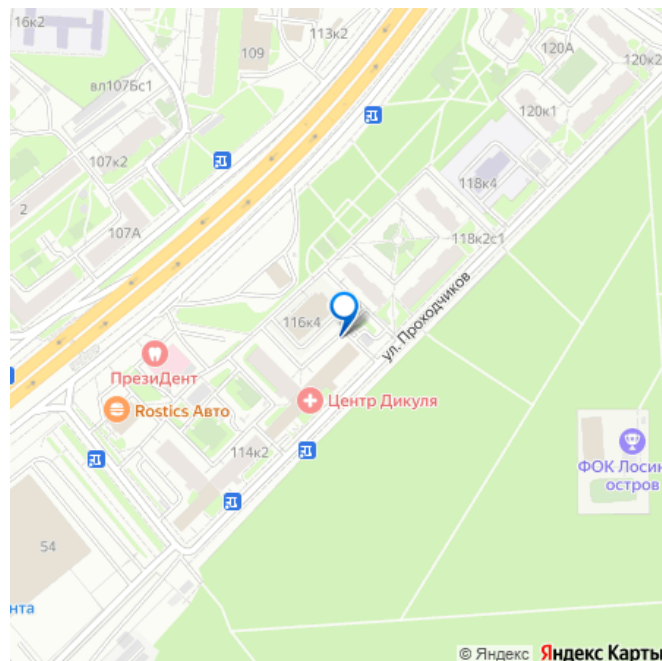 16к2
113к2
109
120А
120к2
вл107Бс1
120к1
107к2
118к4
2
107А
118к2с1
116к4
ул. Проходчиков
ПрезиДент
Rostics Авто
Центр Дикуля
114к2
ФОК Лосин
остров
54
нта
© Яндекс Яндекс Карты